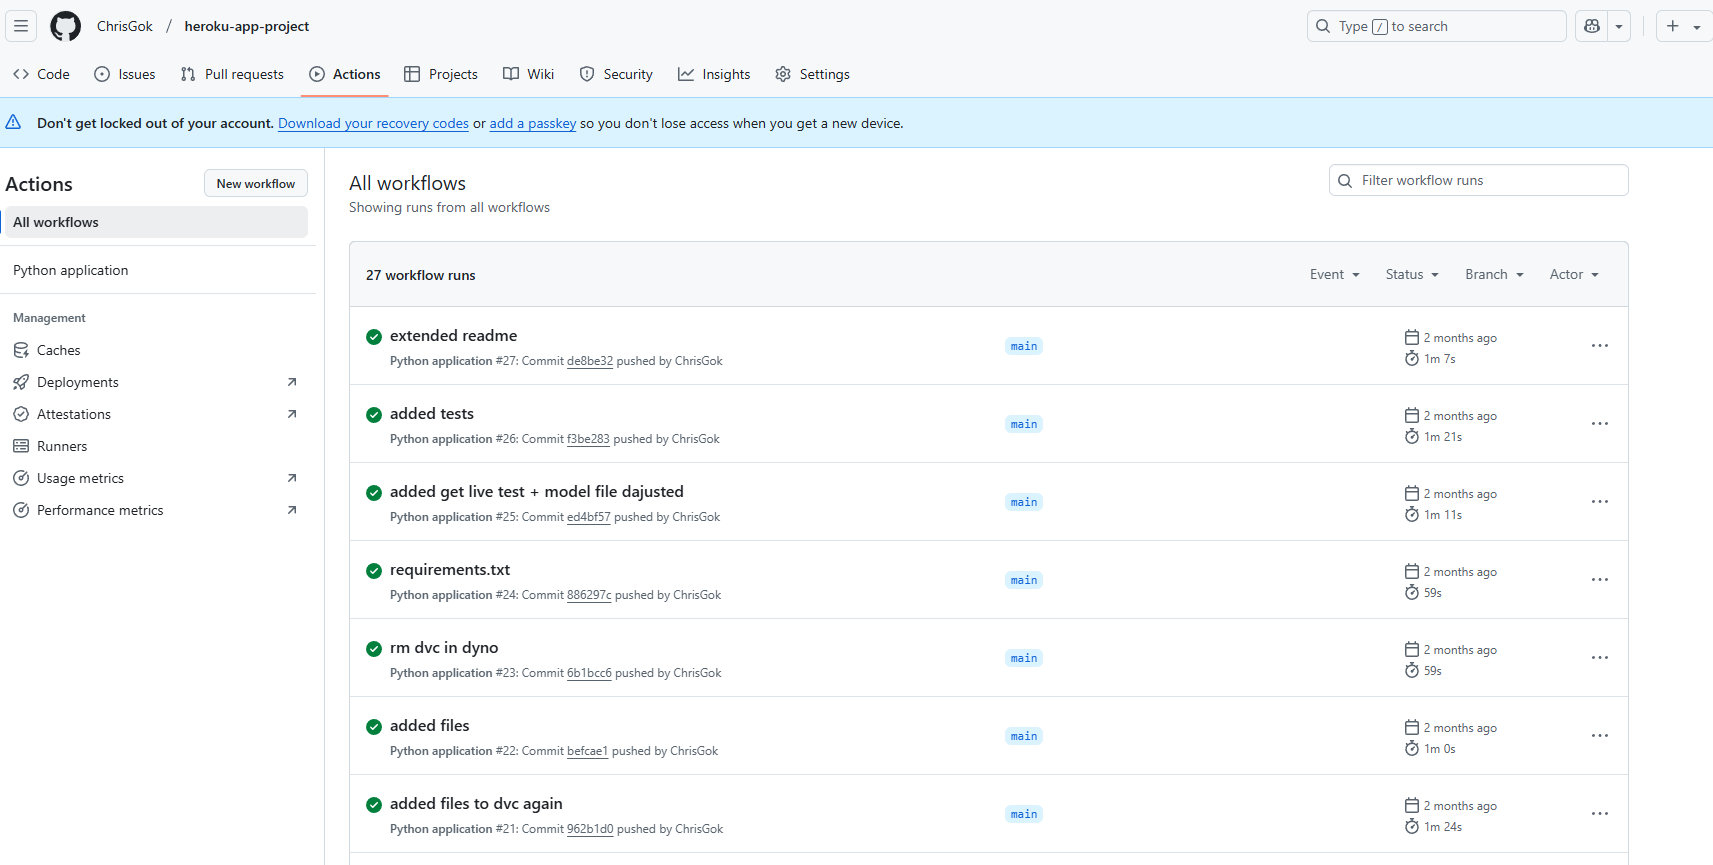 ChrisGok / heroku-app-project
Type / to search
Code Issues Pull requests Actions Projects Wiki Security Insights Settings
Don't get locked out of your account. Download your recovery codes or add a passkey so you don't lose access when you get a new device.
Actions
New workflow
All workflows
Python application
Management
Caches
Deployments
Attestations
Runners
Usage metrics
Performance metrics
All workflows
Showing runs from all workflows
Filter workflow runs
27 workflow runs
Event Status Branch Actor
extended readme
Python application #27: Commit de8be32 pushed by ChrisGok
main
2 months ago
1m 7s
added tests
Python application #26: Commit f3be283 pushed by ChrisGok
main
2 months ago
1m 21s
added get live test + model file dajusted
Python application #25: Commit ed4bf57 pushed by ChrisGok
main
2 months ago
1m 11s
requirements.txt
Python application #24: Commit 886297c pushed by ChrisGok
main
2 months ago
59s
rm dvc in dyno
Python application #23: Commit 6b1bcc6 pushed by ChrisGok
main
2 months ago
59s
added files
Python application #22: Commit befcae1 pushed by ChrisGok
main
2 months ago
1m 0s
added files to dvc again
Python application #21: Commit 962b1d0 pushed by ChrisGok
main
2 months ago
1m 24s